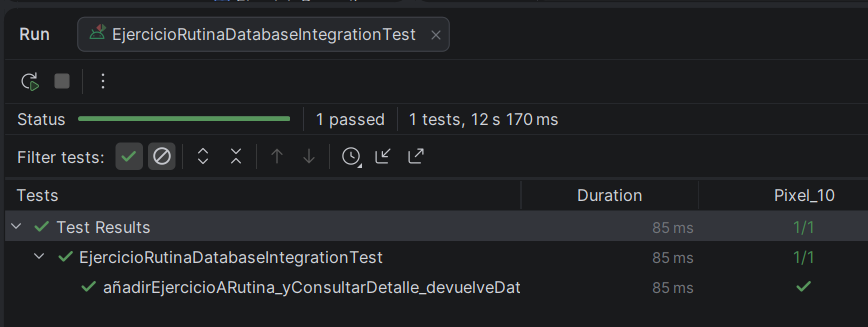 Run EjercicioRutinaDatabaseIntegrationTest
Status 1 passed 1 tests, 12 s 170 ms
Filter tests:
Tests Duration Pixel_10
Test Results 85 ms 1/1
EjercicioRutinaDatabaseIntegrationTest 85 ms 1/1
añadirEjercicioARutina_yConsultarDetalle_devuelveDat 85 ms